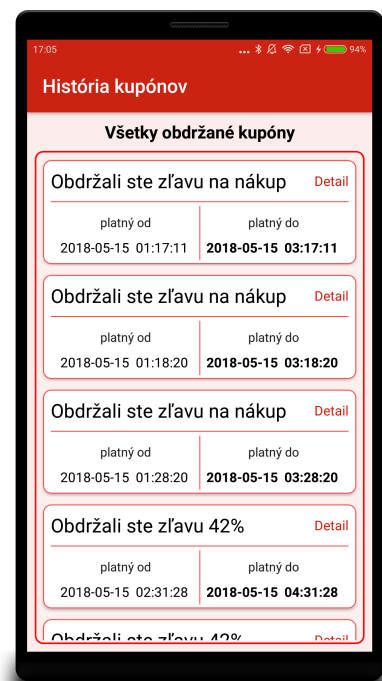 17:05 ... 94%
História kupónov
Všetky obdržané kupóny
Obdržali ste zľavu na nákup Detail
platný od platný do
2018-05-15 01:17:11 2018-05-15 03:17:11
Obdržali ste zľavu na nákup Detail
platný od platný do
2018-05-15 01:18:20 2018-05-15 03:18:20
Obdržali ste zľavu na nákup Detail
platný od platný do
2018-05-15 01:28:20 2018-05-15 03:28:20
Obdržali ste zľavu 42% Detail
platný od platný do
2018-05-15 02:31:28 2018-05-15 04:31:28
Obdržali ste zľavu 42% Detail